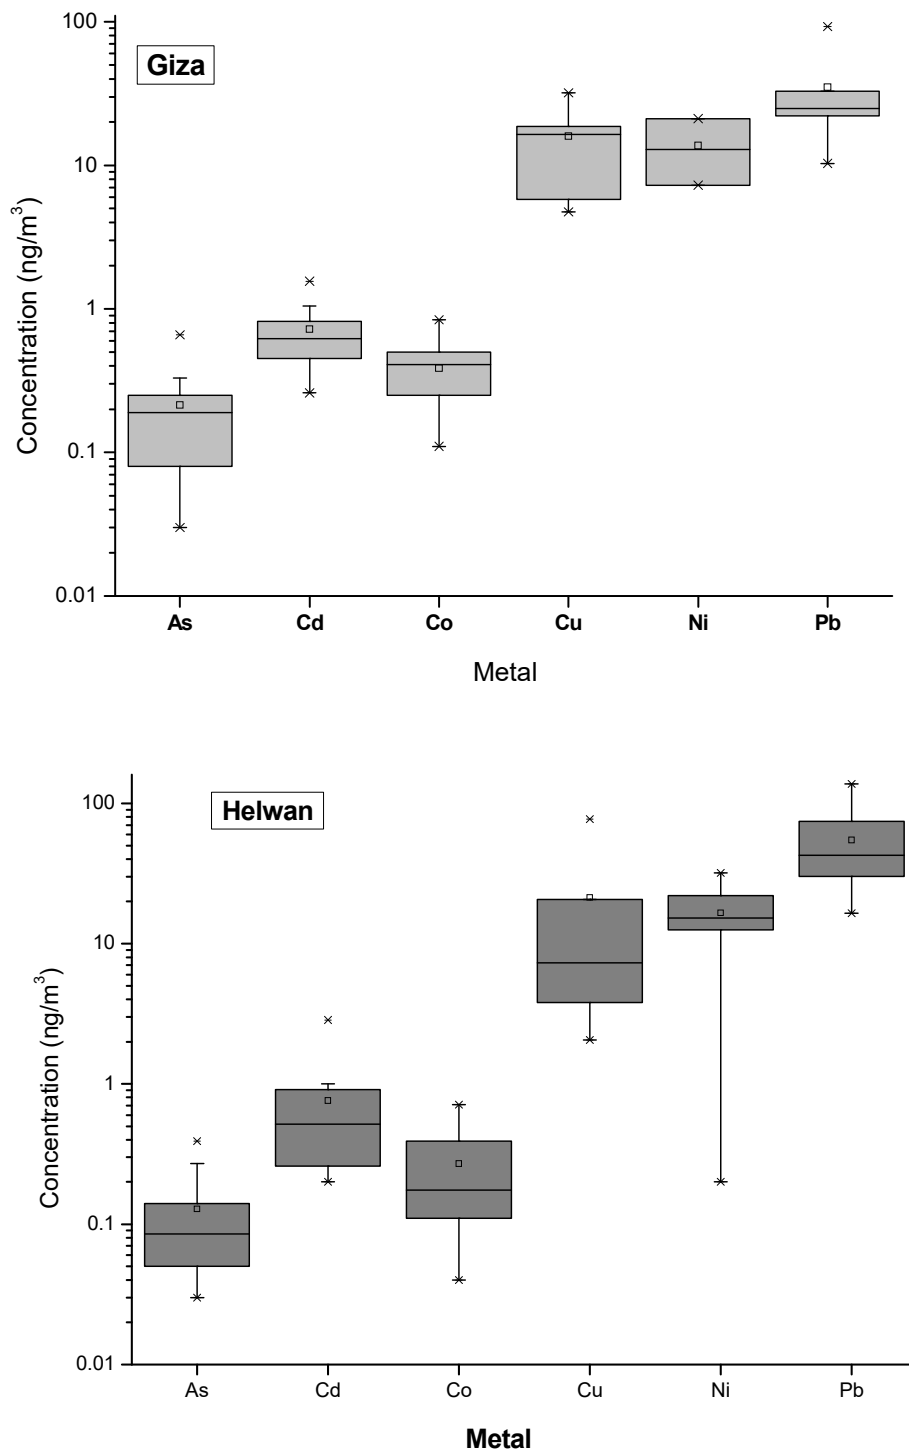 100
Giza
10
1
0.1
0.01
Concentration (ng/m³)
As Cd Co Cu Ni Pb
Metal
100
Helwan
10
1
0.1
0.01
Concentration (ng/m³)
As Cd Co Cu Ni Pb
Metal